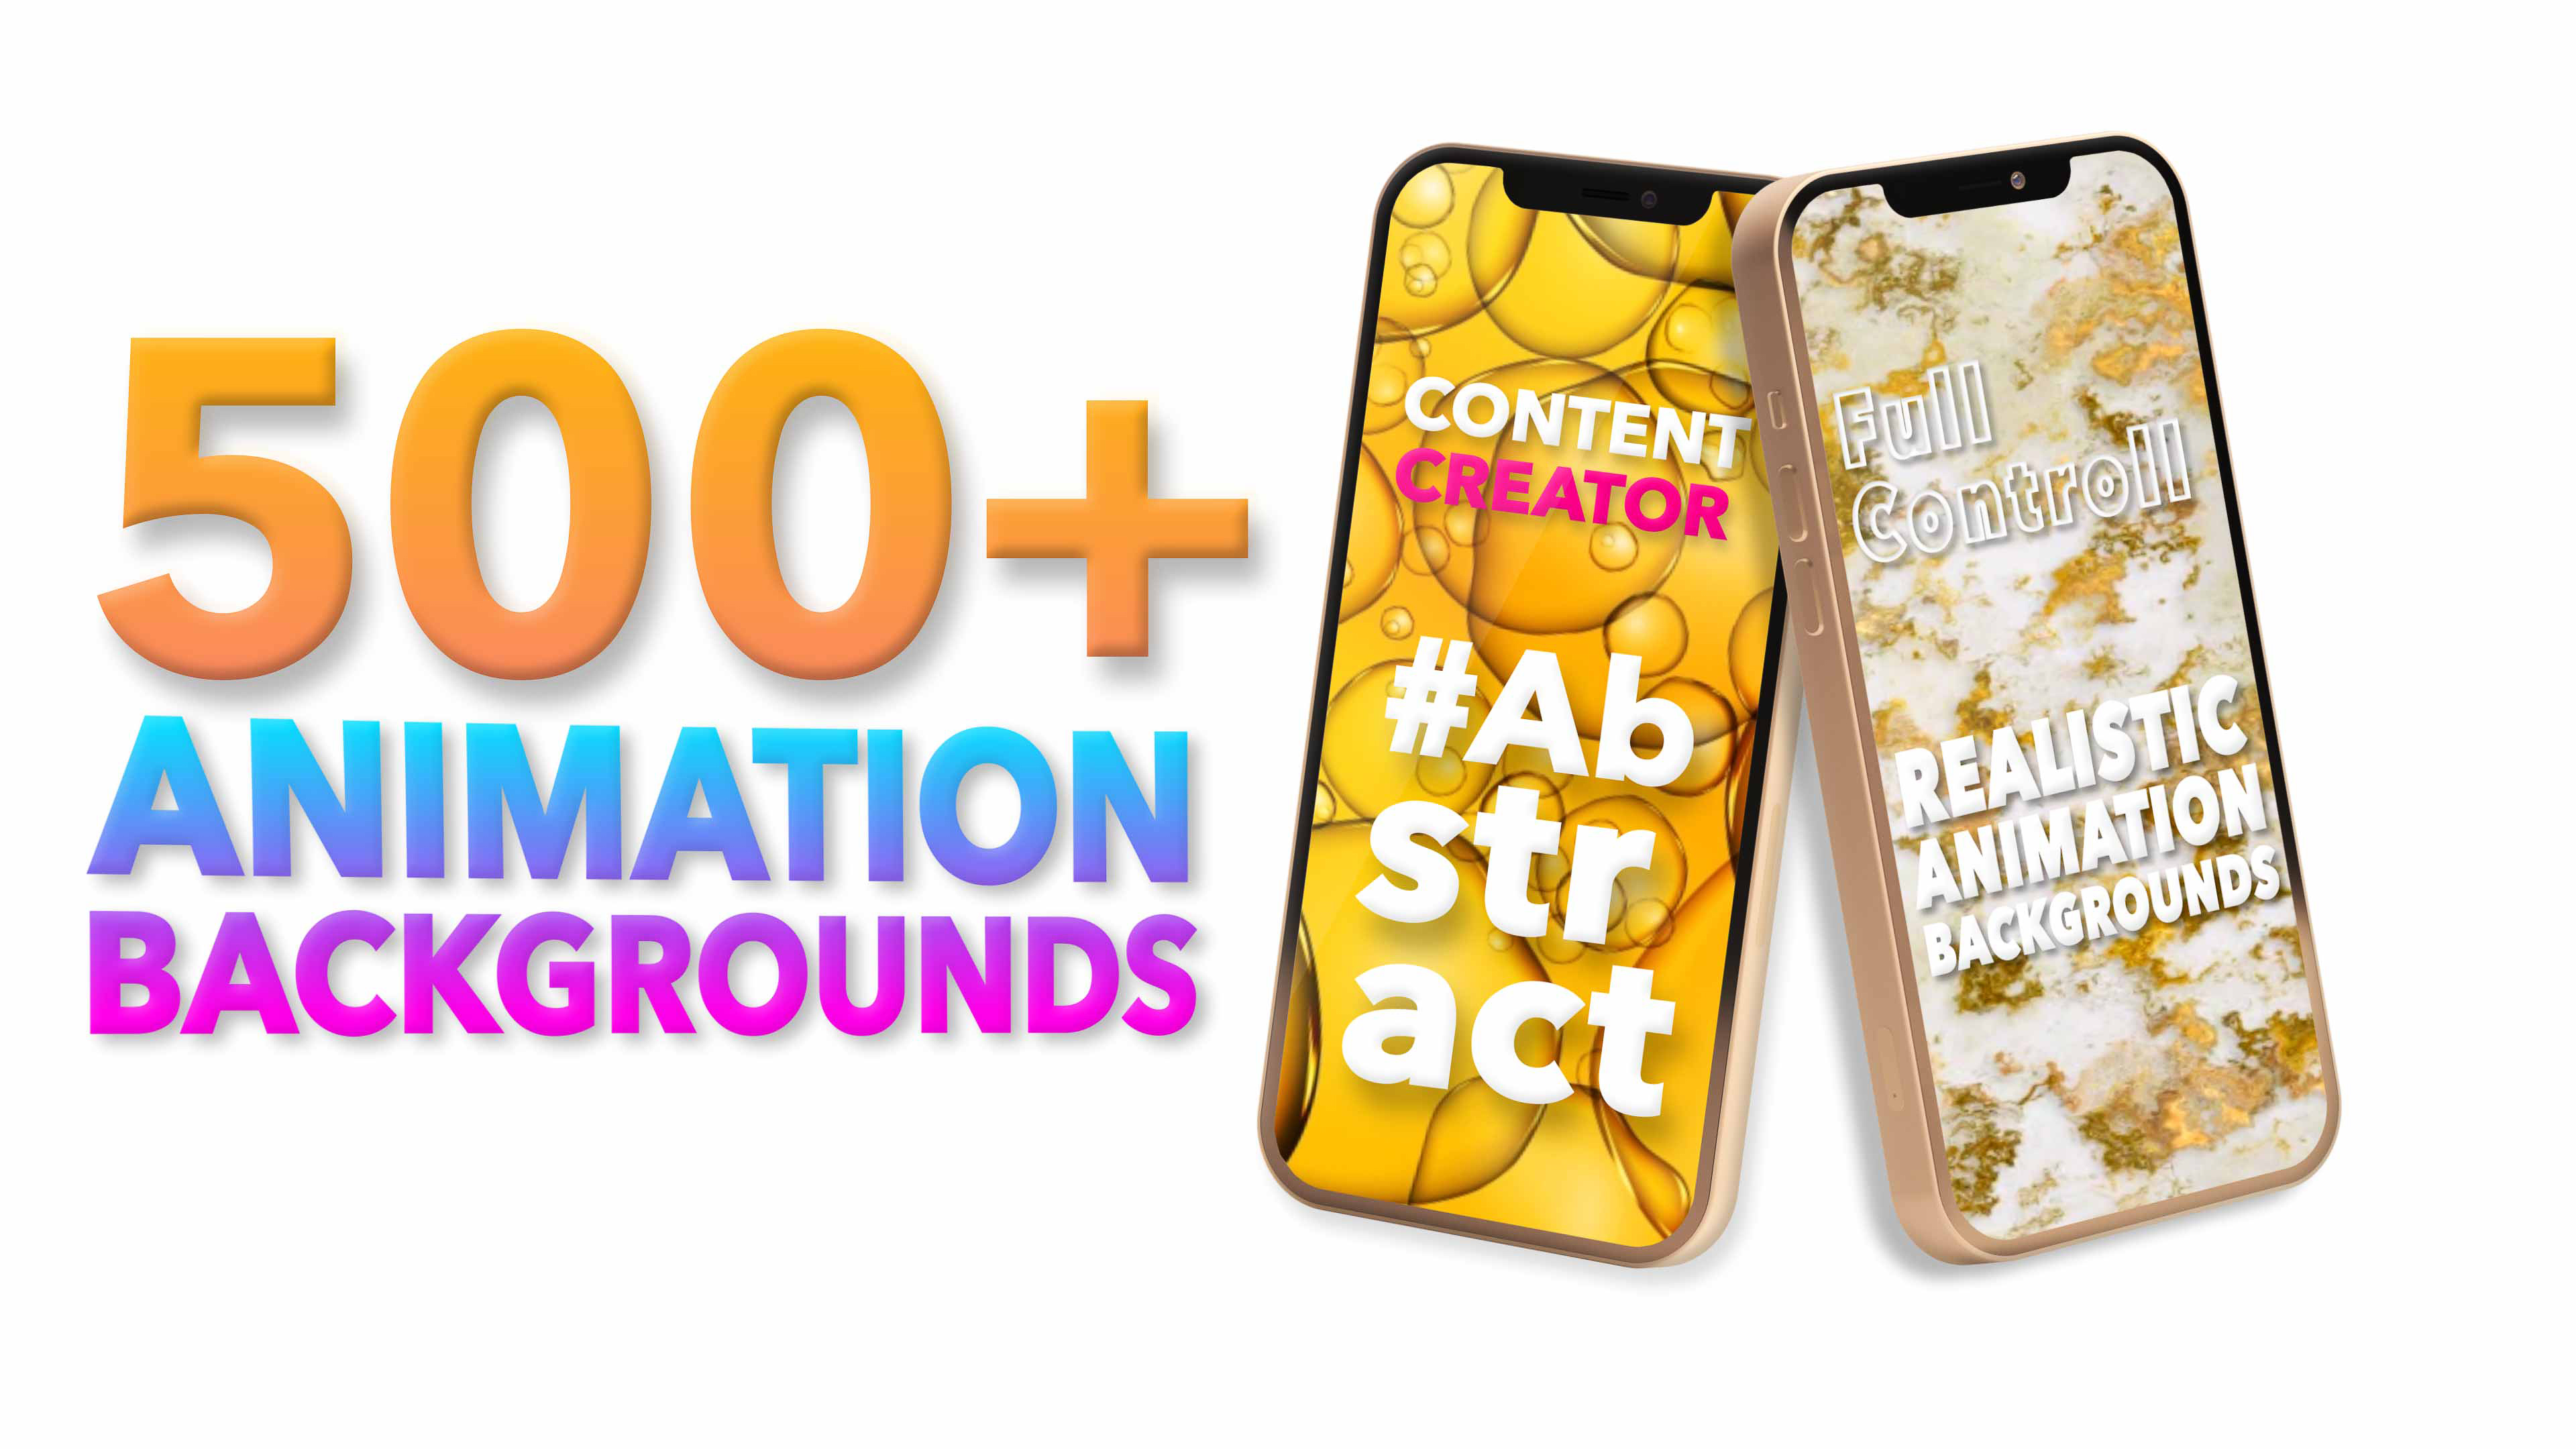 500+
ANIMATION
BACKGROUNDS
CONTENT
CREATOR
#Ab
str
act
Full
Controll
REALISTIC
ANIMATION
BACKGROUNDS